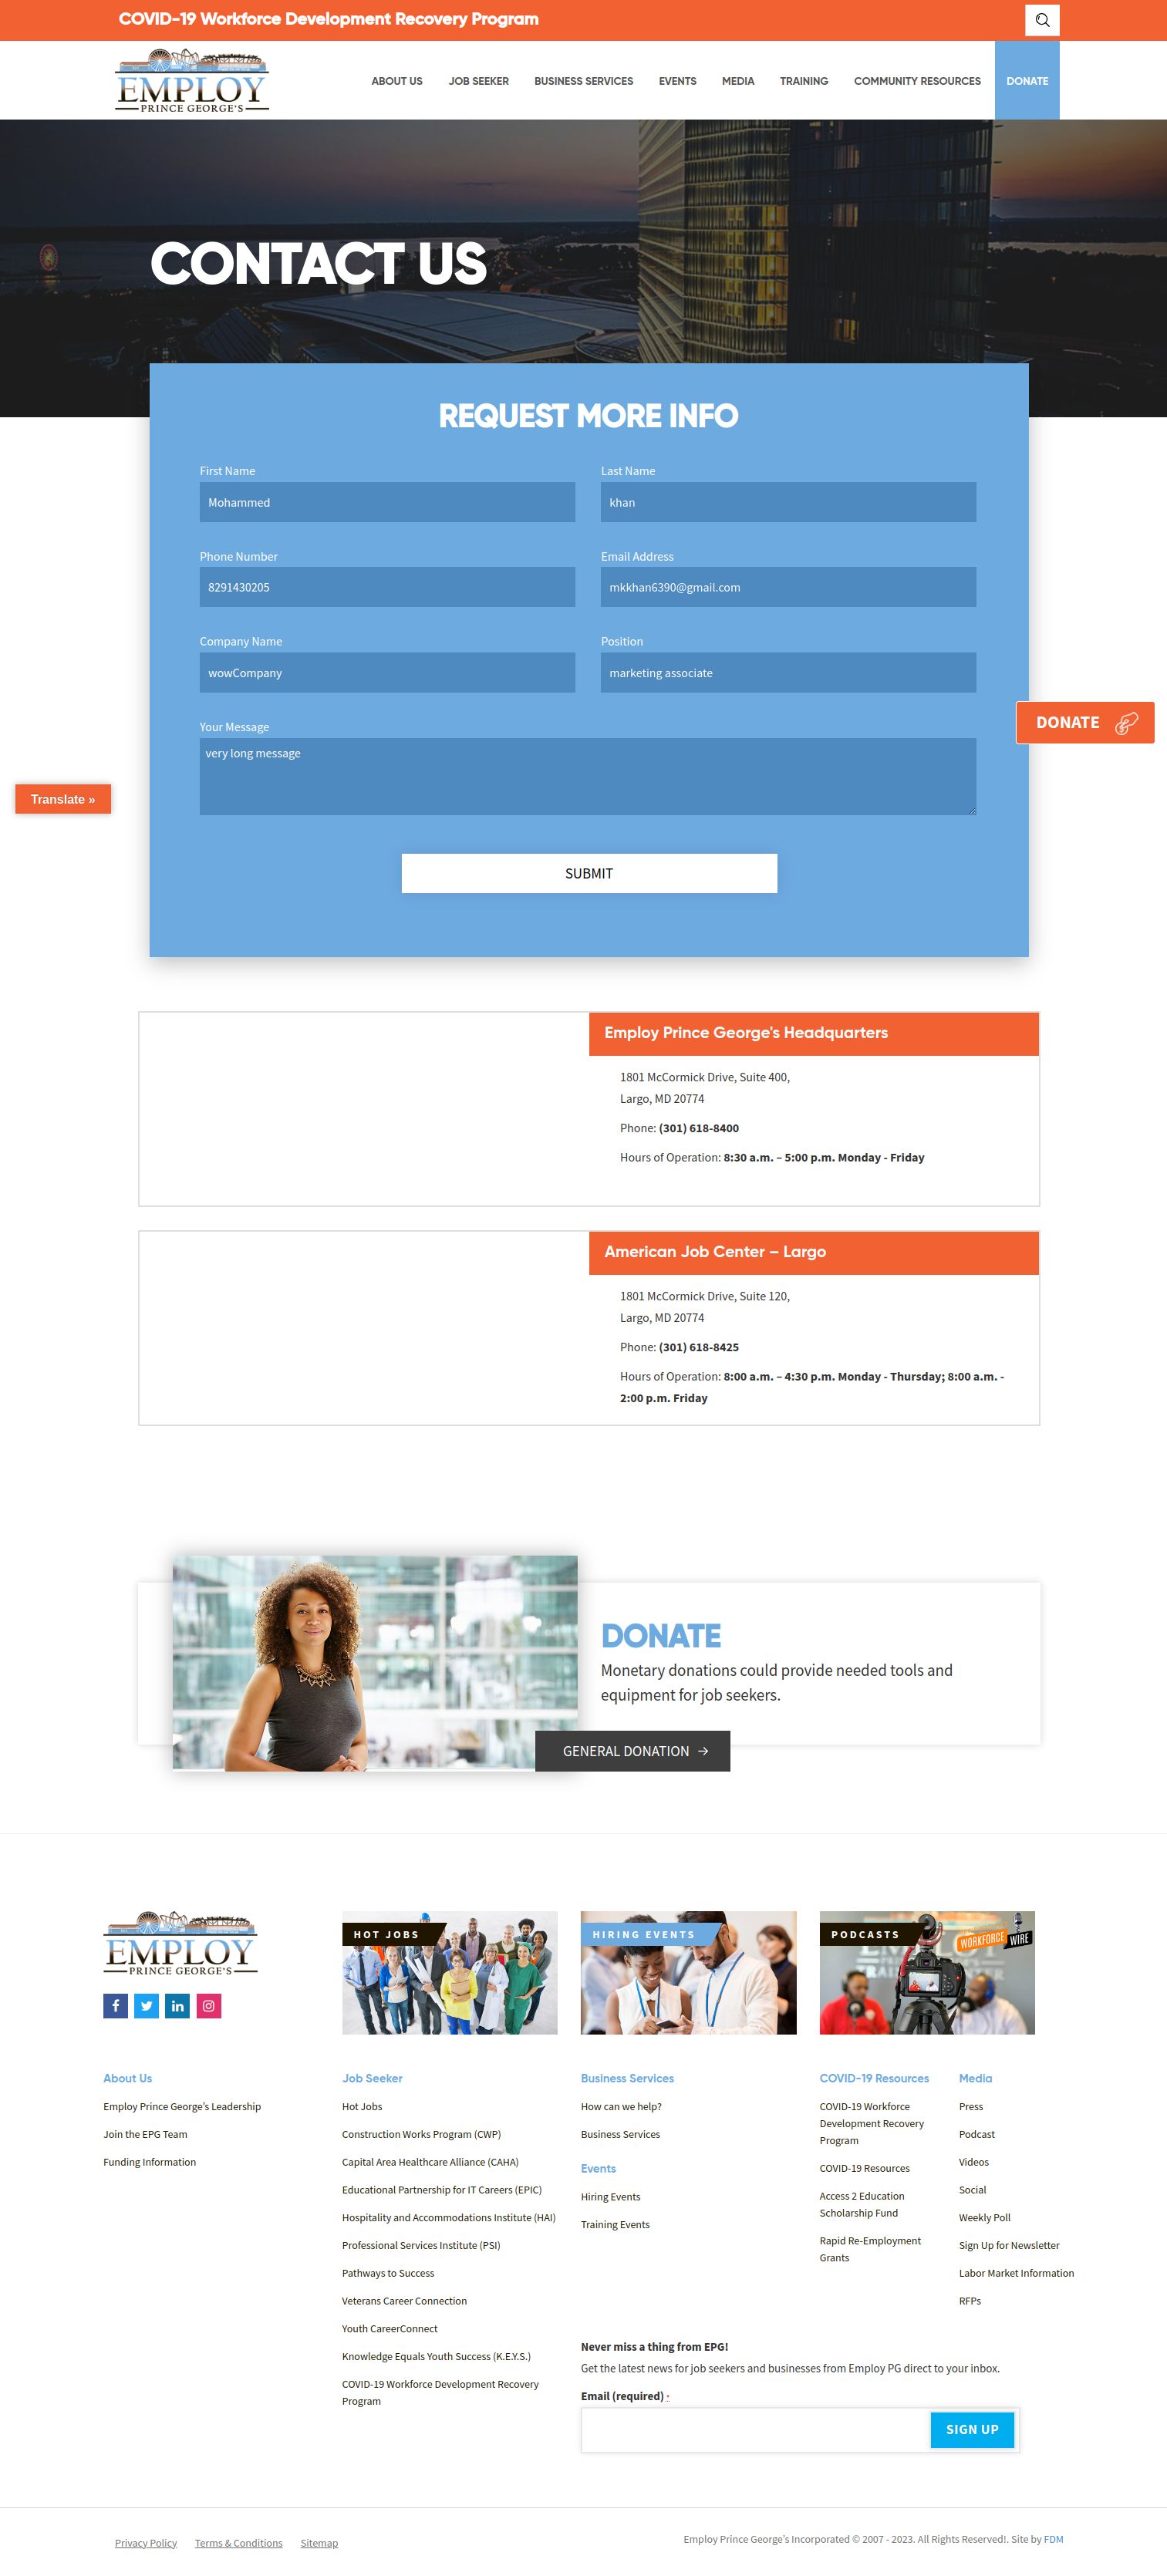 COVID-19 Workforce Development Recovery Program
EMPLOY
PRINCE GEORGE'S
ABOUT US JOB SEEKER BUSINESS SERVICES EVENTS MEDIA TRAINING COMMUNITY RESOURCES DONATE
CONTACT US
REQUEST MORE INFO
First Name Last Name
Mohammed khan
Phone Number Email Address
8291430205 mkkhan6390@gmail.com
Company Name Position
wowCompany marketing associate
Your Message
very long message
DONATE
Translate »
SUBMIT
Employ Prince George's Headquarters
1801 McCormick Drive, Suite 400,
Largo, MD 20774
Phone: (301) 618-8400
Hours of Operation: 8:30 a.m. – 5:00 p.m. Monday - Friday
American Job Center – Largo
1801 McCormick Drive, Suite 120,
Largo, MD 20774
Phone: (301) 618-8425
Hours of Operation: 8:00 a.m. – 4:30 p.m. Monday - Thursday; 8:00 a.m. -
2:00 p.m. Friday
DONATE
Monetary donations could provide needed tools and
equipment for job seekers.
GENERAL DONATION →
EMPLOY
PRINCE GEORGE'S
HOT JOBS
HIRING EVENTS
PODCASTS
WORKFORCE WIRE
About Us
Employ Prince George's Leadership
Join the EPG Team
Funding Information
Job Seeker
Hot Jobs
Construction Works Program (CWP)
Capital Area Healthcare Alliance (CAHA)
Educational Partnership for IT Careers (EPIC)
Hospitality and Accommodations Institute (HAI)
Professional Services Institute (PSI)
Pathways to Success
Veterans Career Connection
Youth CareerConnect
Knowledge Equals Youth Success (K.E.Y.S.)
COVID-19 Workforce Development Recovery
Program
Business Services
How can we help?
Business Services
Events
Hiring Events
Training Events
COVID-19 Resources
COVID-19 Workforce
Development Recovery
Program
COVID-19 Resources
Access 2 Education
Scholarship Fund
Rapid Re-Employment
Grants
Media
Press
Podcast
Videos
Social
Weekly Poll
Sign Up for Newsletter
Labor Market Information
RFPs
Never miss a thing from EPG!
Get the latest news for job seekers and businesses from Employ PG direct to your inbox.
Email (required) *
SIGN UP
Privacy Policy Terms & Conditions Sitemap
Employ Prince George's Incorporated © 2007 - 2023. All Rights Reserved!. Site by FDM